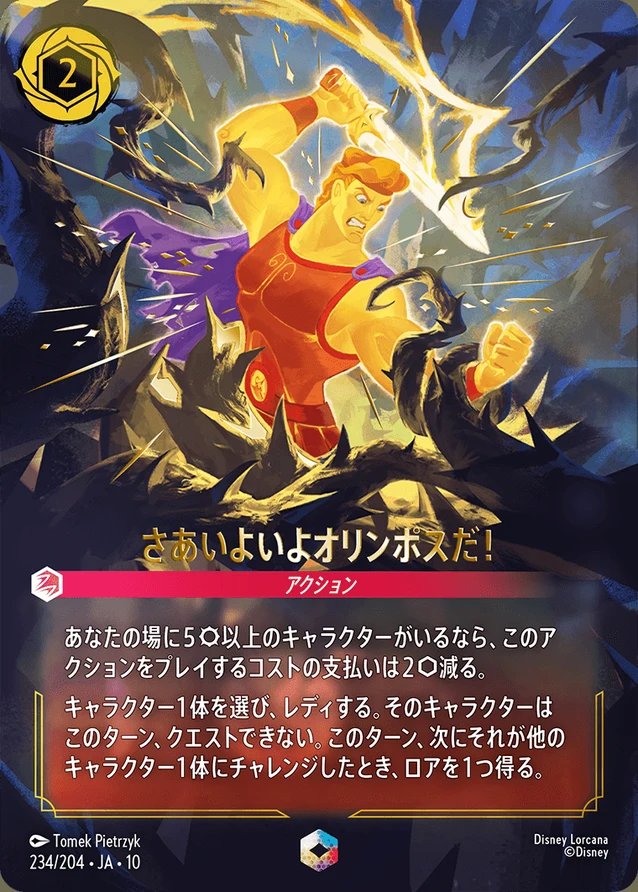 2
さあいよいよオリンポスだ!
アクション
あなたの場に5¤以上のキャラクターがいるなら、このア
クションをプレイするコストの支払いは2⬡減る。
キャラクター1体を選び、レディする。そのキャラクターは
このターン、クエストできない。このターン、次にそれが他の
キャラクター1体にチャレンジしたとき、ロアを1つ得る。
Tomek Pietrzyk
234/204・JA・10
Disney Lorcana
©Disney